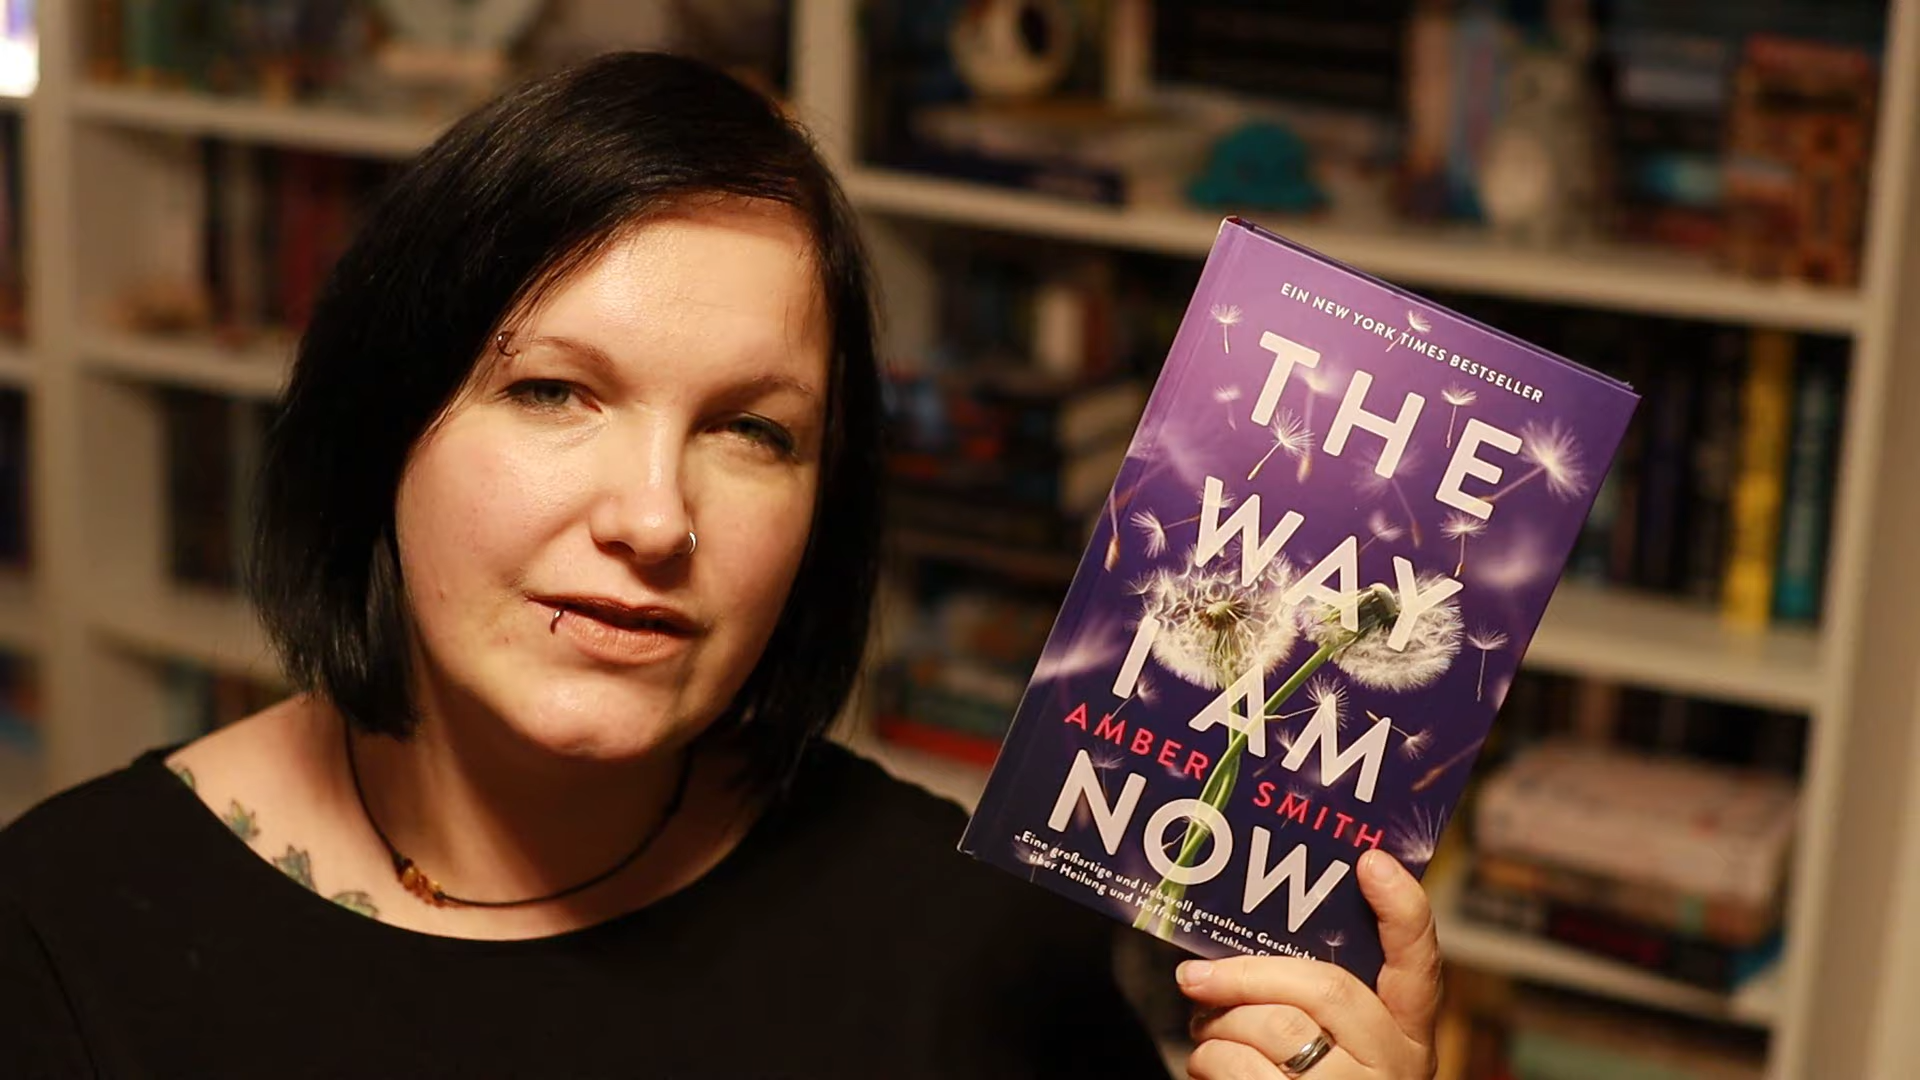 EIN NEW YORK TIMES BESTSELLER
THE
WAY
I AM
AMBER SMITH
NOW
„Eine großartige und liebevoll gestaltete
über Heilung und Hoffnung“ - Kathleen